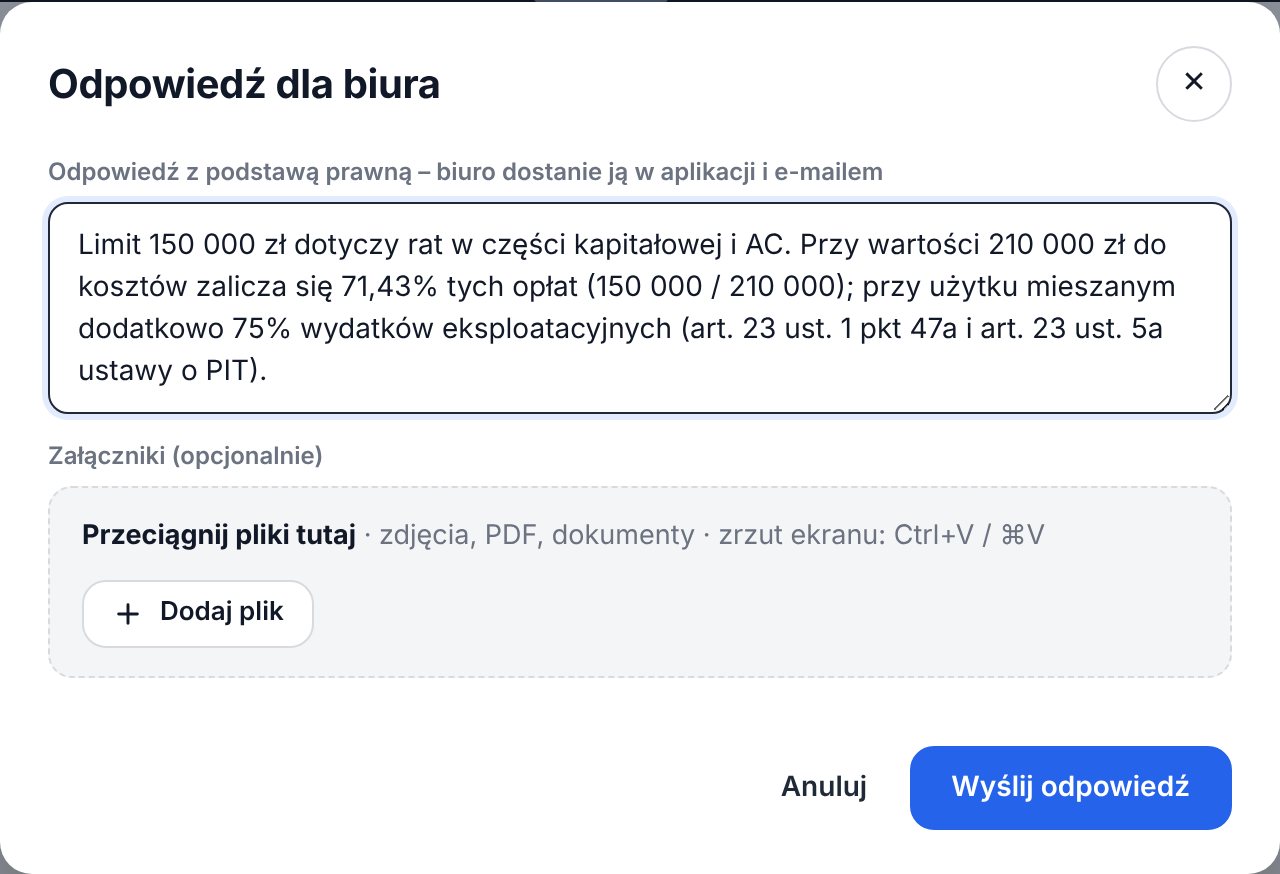 Odpowiedź dla biura
Odpowiedź z podstawą prawną – biuro dostanie ją w aplikacji i e-mailem
Limit 150 000 zł dotyczy rat w części kapitałowej i AC. Przy wartości 210 000 zł do
kosztów zalicza się 71,43% tych opłat (150 000 / 210 000); przy użytku mieszanym
dodatkowo 75% wydatków eksploatacyjnych (art. 23 ust. 1 pkt 47a i art. 23 ust. 5a
ustawy o PIT).
Załączniki (opcjonalnie)
Przeciągnij pliki tutaj · zdjęcia, PDF, dokumenty · zrzut ekranu: Ctrl+V / ⌘V
+ Dodaj plik
Anuluj
Wyślij odpowiedź